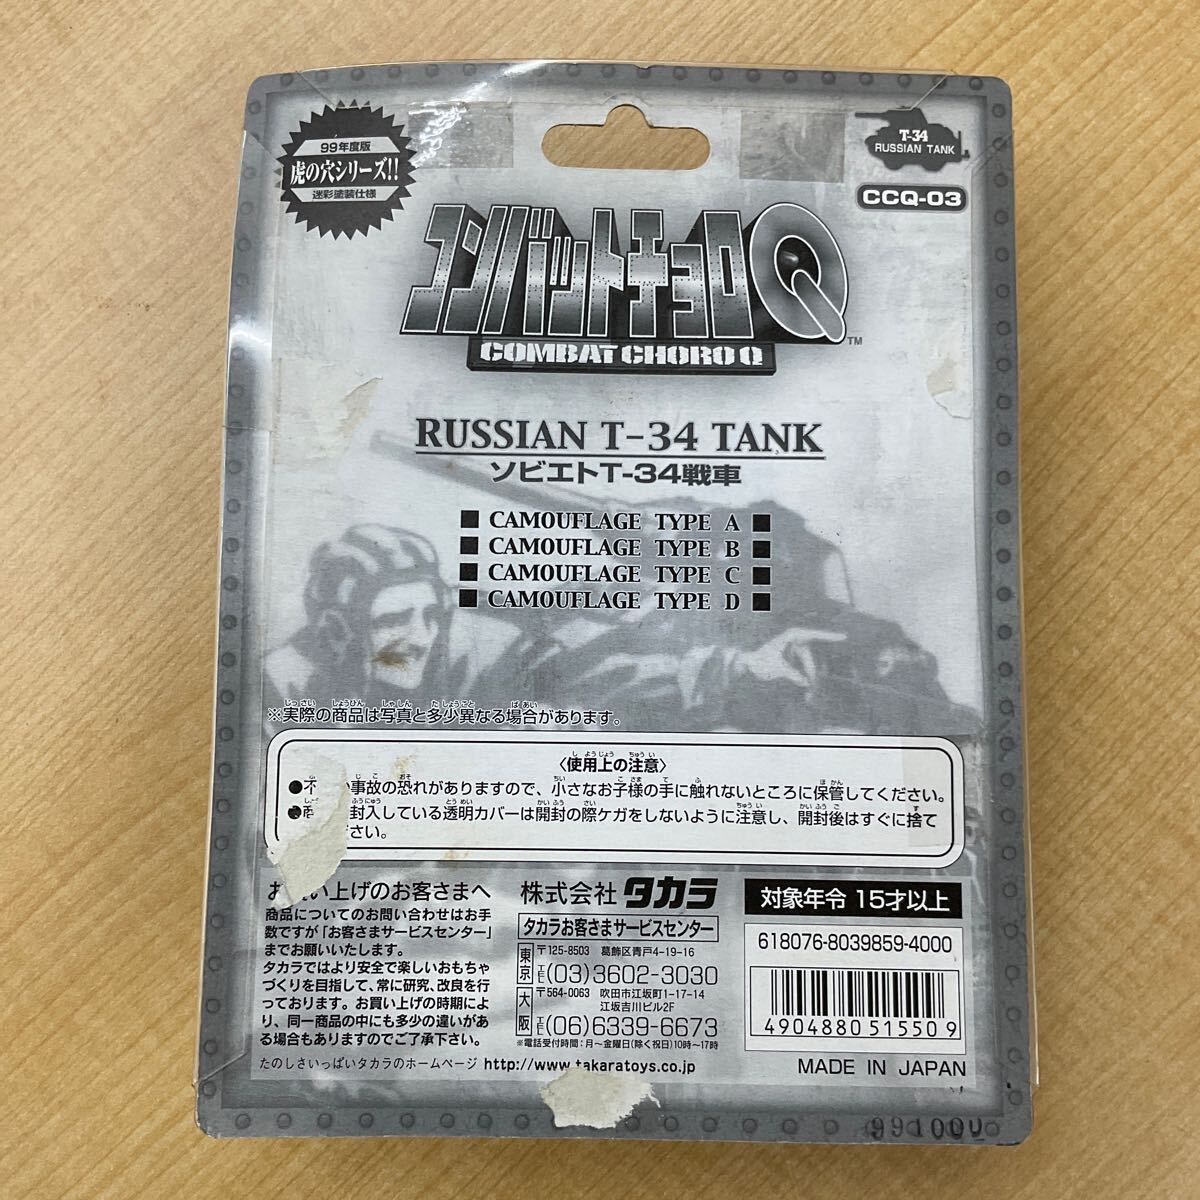 99年度版
虎の穴シリーズ!!
迷彩塗装仕様
T-34
RUSSIAN TANK
CCQ-03
コンバットチョロQ
TM
COMBAT CHORO Q
RUSSIAN T-34 TANK
ソビエトT-34戦車
■ CAMOUFLAGE TYPE A ■
■ CAMOUFLAGE TYPE B ■
■ CAMOUFLAGE TYPE C ■
■ CAMOUFLAGE TYPE D ■
※実際の商品は写真と多少異なる場合があります。
〈使用上の注意〉
●不 事故の恐れがありますので、小さなお子様の手に触れないところに保管してください。
● 封入している透明カバーは開封の際ケガをしないように注意し、開封後はすぐに捨て
ださい。
お買い上げのお客さまへ
商品についてのお問い合わせはお手
数ですが「お客さまサービスセンター」
までお願いいたします。
タカラではより安全で楽しいおもちゃ
づくりを目指して、常に研究、改良を行
っております。お買い上げの時期によ
り、同一商品の中にも多少の違いがあ
る場合もありますのでご了承下さい。
株式会社 タカラ
タカラお客さまサービスセンター
東京 〒125-8503 葛飾区青戸4-19-16
TEL(03)3602-3030
大阪 〒564-0063 吹田市江坂町1-17-14
江坂吉川ビル2F
TEL(06)6339-6673
※電話受付時間:月〜金曜日(除く祝日)10時〜17時
たのしさいっぱいタカラのホームページ http://www.takaratoys.co.jp
対象年令 15才以上
618076-8039859-4000
4904880515509
MADE IN JAPAN